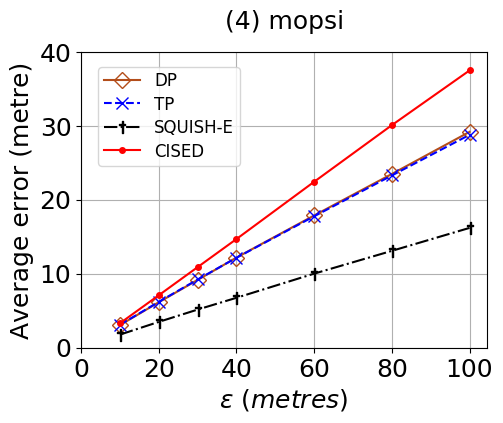 (4) mopsi
Average error (metre)
40
30
20
10
0
DP
TP
SQUISH-E
CISED
0 20 40 60 80 100
ε (metres)